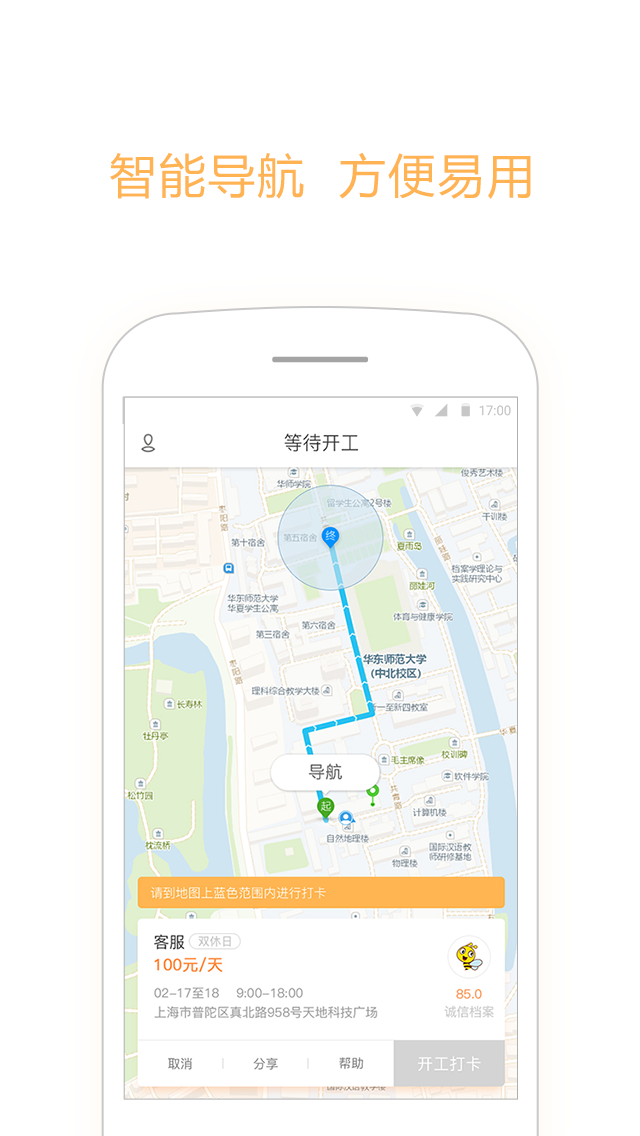 智能导航 方便易用
17:00
等待开工
俊秀艺术楼
华师学院
留学生公寓2号楼
干训楼
第五宿舍
终
第十宿舍
夏雨岛
档案学理论与
实践研究中心
丽娃河
华东师范大学
华夏学生公寓
体育与健康学院
第六宿舍
第三宿舍
华东师范大学
(中北校区)
枣阳路
理科综合教学大楼
长寿林
新一至新四教室
牡丹亭
毛主席像
校训碑
导航
软件学院
松竹园
起
共青路
计算机楼
自然地理楼
枕流桥
国际汉语教
师研修基地
物理楼
请到地图上蓝色范围内进行打卡
客服 双休日
100元/天
02-17至18 9:00-18:00
上海市普陀区真北路958号天地科技广场
85.0
诚信档案
取消 分享 帮助 开工打卡